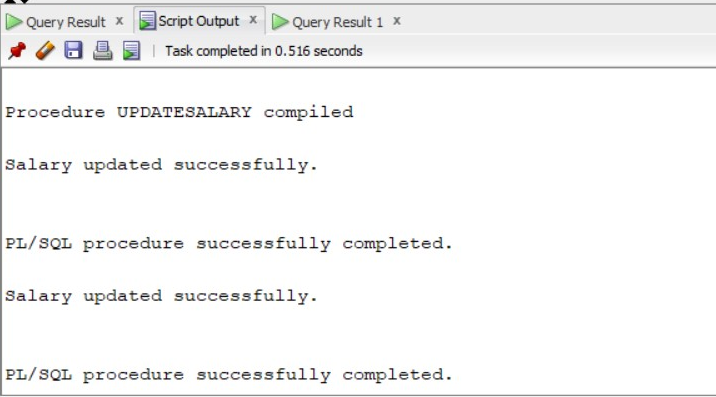 Query Result x Script Output x Query Result 1 x
Task completed in 0.516 seconds
Procedure UPDATESALARY compiled
Salary updated successfully.
PL/SQL procedure successfully completed.
Salary updated successfully.
PL/SQL procedure successfully completed.